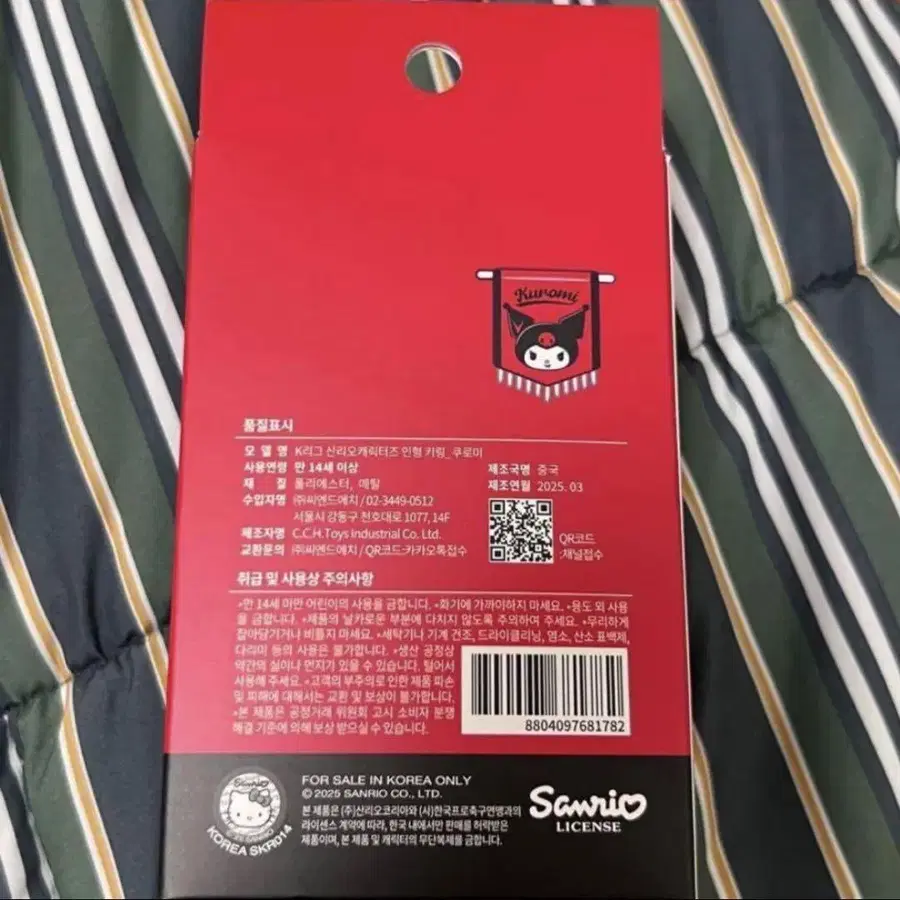 Kuromi
품질표시
모 델 명 K리그 산리오캐릭터즈 인형 키링_쿠로미
사용연령 만 14세 이상
제조국명 중국
재 질 폴리에스터, 메탈
제조연월 2025. 03
수입자명 ㈜씨엔드에치 / 02-3449-0512
서울시 강동구 천호대로 1077, 14F
제조자명 C.C.H.Toys Industrial Co. Ltd.
QR코드
교환문의 ㈜씨엔드에치 / QR코드:카카오톡접수
:채널접수
취급 및 사용상 주의사항
*만 14세 미만 어린이의 사용을 금합니다. *화기에 가까이하지 마세요. *용도 외 사용
을 금합니다. *제품의 날카로운 부분에 다치지 않도록 주의하여 주세요. *무리하게
잡아당기거나 비틀지 마세요. *세탁기나 기계 건조, 드라이클리닝, 염소, 산소 표백제,
다리미 등의 사용은 불가합니다. *생산 공정상
약간의 실이나 먼지가 있을 수 있습니다. 털어서
사용해 주세요. *고객의 부주의로 인한 제품 파손
및 피해에 대해서는 교환 및 보상이 불가합니다.
*본 제품은 공정거래 위원회 고시 소비자 분쟁
해결 기준에 의해 보상 받으실 수 있습니다.
8804097681782
Sanrio
KOREA SKR014
FOR SALE IN KOREA ONLY
© 2025 SANRIO CO., LTD.
본 제품은 (주)산리오코리아와 (사)한국프로축구연맹과의
라이센스 계약에 따라, 한국 내에서만 판매를 허락받은
제품이며, 본 제품 및 캐릭터의 무단복제를 금합니다.
Sanrio
LICENSE